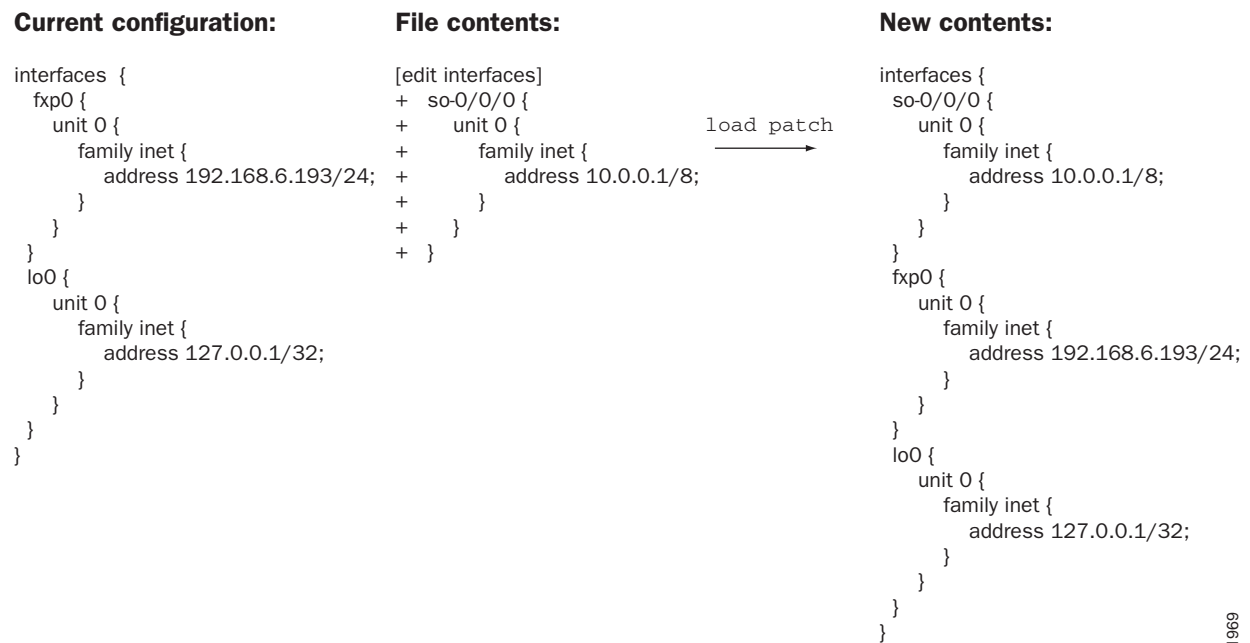 Current configuration:
interfaces {
fxp0 {
unit 0 {
family inet {
address 192.168.6.193/24;
}
}
}
lo0 {
unit 0 {
family inet {
address 127.0.0.1/32;
}
}
}
}
File contents:
[edit interfaces]
+ so-0/0/0 {
+ unit 0 {
+ family inet {
+ address 10.0.0.1/8;
+ }
+ }
+ }
load patch
New contents:
interfaces {
so-0/0/0 {
unit 0 {
family inet {
address 10.0.0.1/8;
}
}
}
fxp0 {
unit 0 {
family inet {
address 192.168.6.193/24;
}
}
}
lo0 {
unit 0 {
family inet {
address 127.0.0.1/32;
}
}
}
}
1969